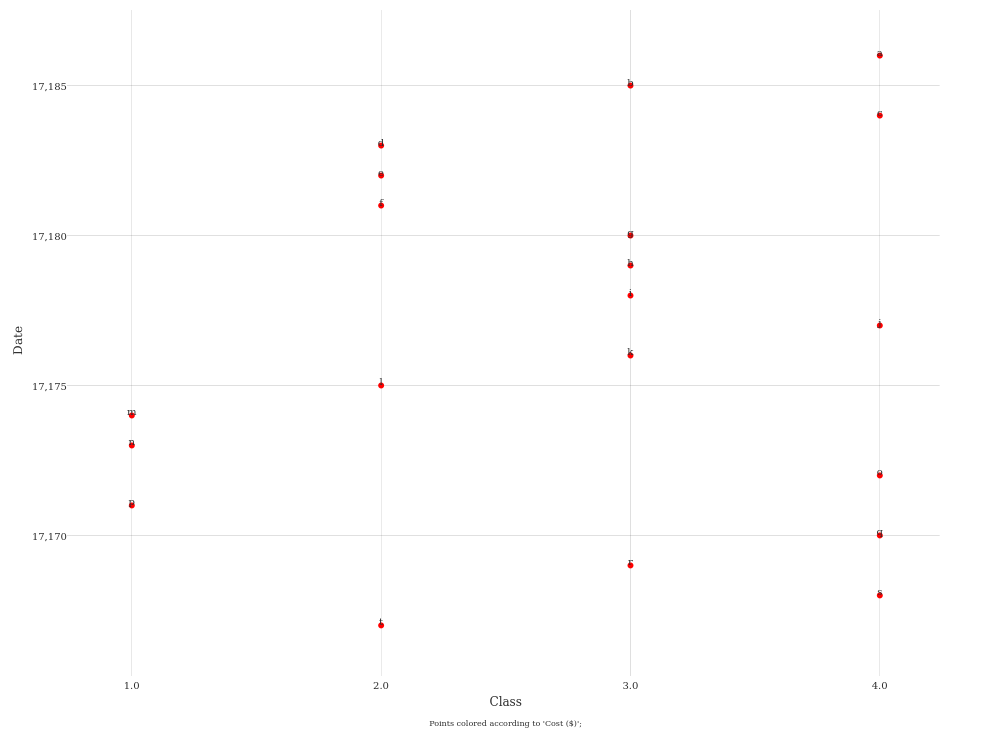 a
17,185
b
c
d
e
f
17,180
g
h
i
j
k
17,175
l
m
n
o
p
17,170
q
r
s
t
Date
1.0 2.0 3.0 4.0
Class
Points colored according to 'Cost ($)';